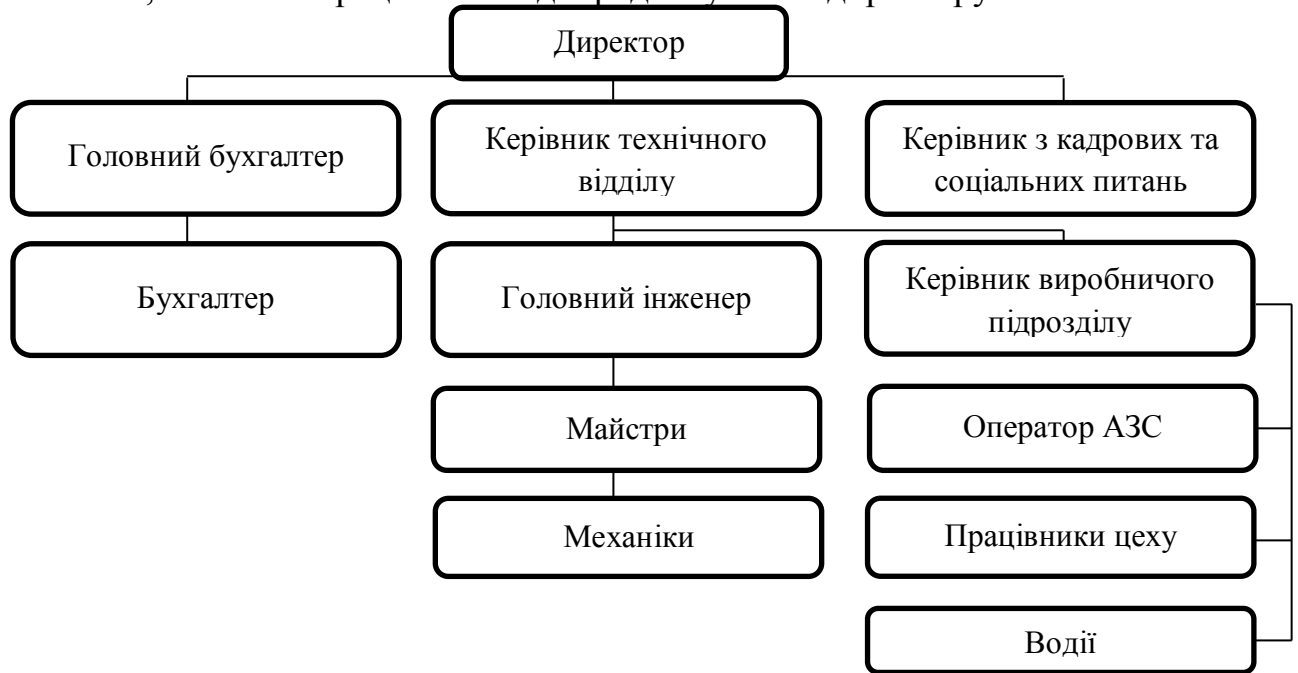 Директор
Головний бухгалтер
Керівник технічного
відділу
Керівник з кадрових та
соціальних питань
Бухгалтер
Головний інженер
Керівник виробничого
підрозділу
Майстри
Оператор АЗС
Механіки
Працівники цеху
Водії